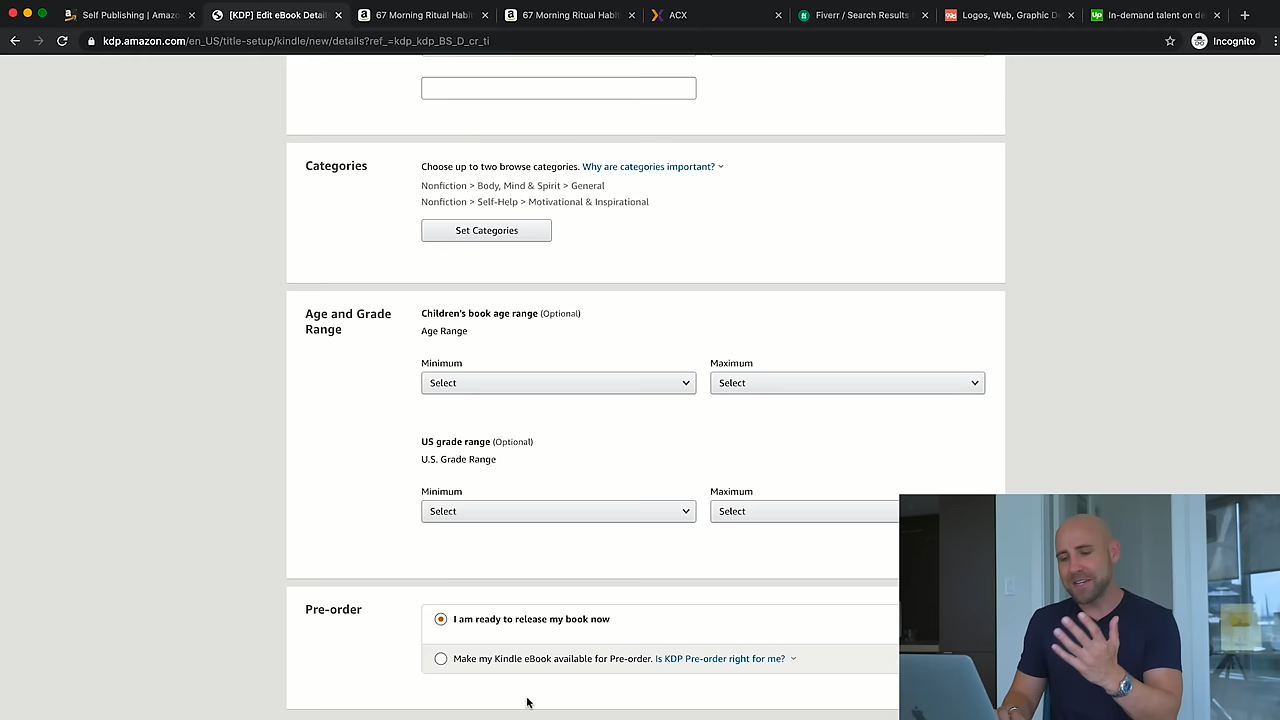 Self Publishing | Amazo
[KDP] Edit eBook Detail
67 Morning Ritual Habi
67 Morning Ritual Habi
ACX
Fiverr / Search Results
Logos, Web, Graphic D
In-demand talent on de
kdp.amazon.com/en_US/title-setup/kindle/new/details?ref_=kdp_kdp_BS_D_cr_ti
Incognito
Categories
Choose up to two browse categories. Why are categories important?
Nonfiction > Body, Mind & Spirit > General
Nonfiction > Self-Help > Motivational & Inspirational
Set Categories
Age and Grade
Range
Children's book age range (Optional)
Age Range
Minimum
Maximum
Select
Select
US grade range (Optional)
U.S. Grade Range
Minimum
Maximum
Select
Select
Pre-order
I am ready to release my book now
Make my Kindle eBook available for Pre-order. Is KDP Pre-order right for me?